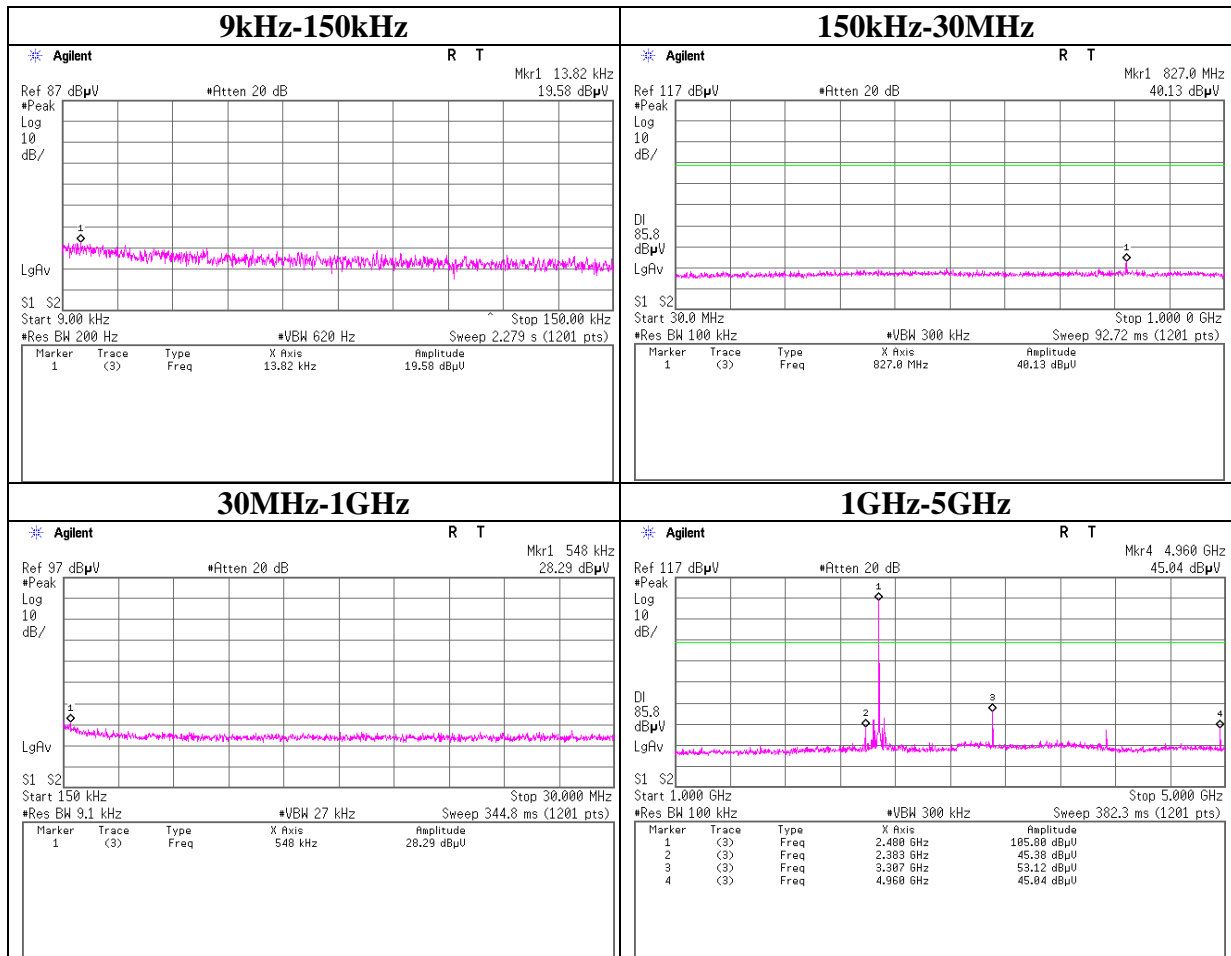 9kHz-150kHz
Agilent
R T
Mkr1 13.82 kHz
Ref 87 dBµV #Atten 20 dB 19.58 dBµV
#Peak
Log
10
dB/
1
LgAv
S1 S2
Start 9.00 kHz ^ Stop 150.00 kHz
#Res BW 200 Hz #VBW 620 Hz Sweep 2.279 s (1201 pts)
Marker Trace Type X Axis Amplitude
1 (3) Freq 13.82 kHz 19.58 dBµV
150kHz-30MHz
Agilent
R T
Mkr1 827.0 MHz
Ref 117 dBµV #Atten 20 dB 40.13 dBµV
#Peak
Log
10
dB/
DI
85.8
dBµV
1
LgAv
S1 S2
Start 30.0 MHz Stop 1.000 0 GHz
#Res BW 100 kHz #VBW 300 kHz Sweep 92.72 ms (1201 pts)
Marker Trace Type X Axis Amplitude
1 (3) Freq 827.0 MHz 40.13 dBµV
30MHz-1GHz
Agilent
R T
Mkr1 548 kHz
Ref 97 dBµV #Atten 20 dB 28.29 dBµV
#Peak
Log
10
dB/
1
LgAv
S1 S2
Start 150 kHz Stop 30.000 MHz
#Res BW 9.1 kHz #VBW 27 kHz Sweep 344.8 ms (1201 pts)
Marker Trace Type X Axis Amplitude
1 (3) Freq 548 kHz 28.29 dBµV
1GHz-5GHz
Agilent
R T
Mkr4 4.960 GHz
Ref 117 dBµV #Atten 20 dB 45.04 dBµV
#Peak
1
Log
10
dB/
DI
3
85.8
2 4
dBµV
LgAv
S1 S2
Start 1.000 GHz Stop 5.000 GHz
#Res BW 100 kHz #VBW 300 kHz Sweep 382.3 ms (1201 pts)
Marker Trace Type X Axis Amplitude
1 (3) Freq 2.480 GHz 105.80 dBµV
2 (3) Freq 2.383 GHz 45.38 dBµV
3 (3) Freq 3.307 GHz 53.12 dBµV
4 (3) Freq 4.960 GHz 45.04 dBµV